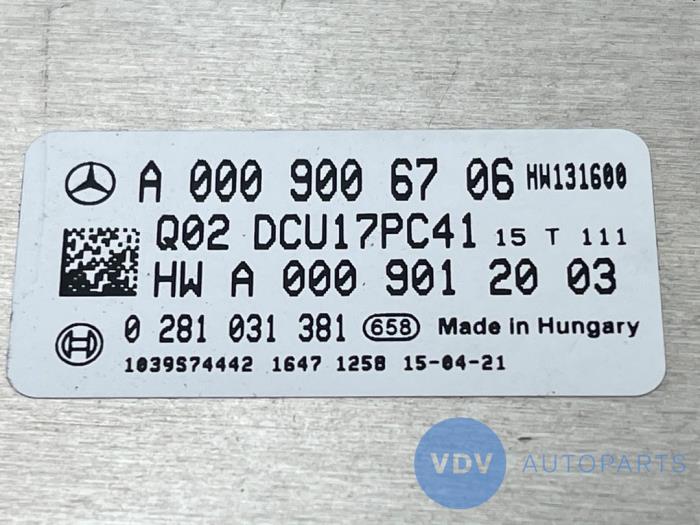 A 000 900 67 06 HW131600
Q02 DCU17PC41 15 T 111
HW A 000 901 20 03
0 281 031 381 658 Made in Hungary
1039S74442 1647 1258 15-04-21
VDV AUTOPARTS